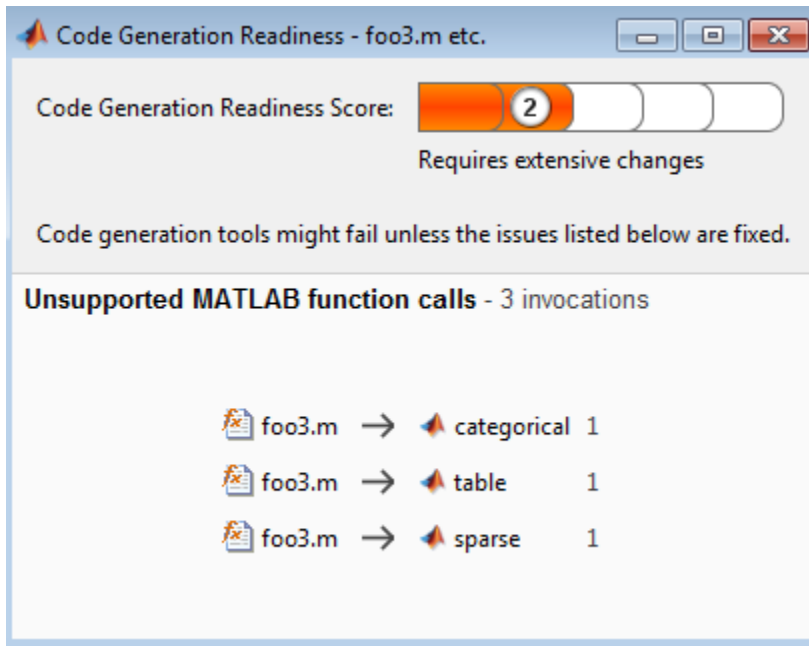 Code Generation Readiness - foo3.m etc.
Code Generation Readiness Score: 2
Requires extensive changes
Code generation tools might fail unless the issues listed below are fixed.
Unsupported MATLAB function calls - 3 invocations
foo3.m → categorical 1
foo3.m → table 1
foo3.m → sparse 1